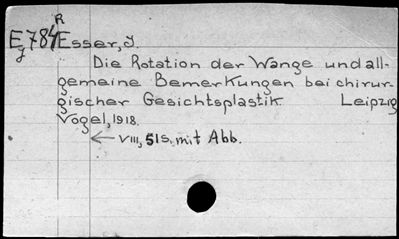 R
E 784 Esser, J.
J
Die Rotation der Wange und all-
gemeine Bemerkungen bei chirur-
gischer Gesichtsplastik Leipzig
Vogel, 1918.
← VIII, 51 S. mit Abb.